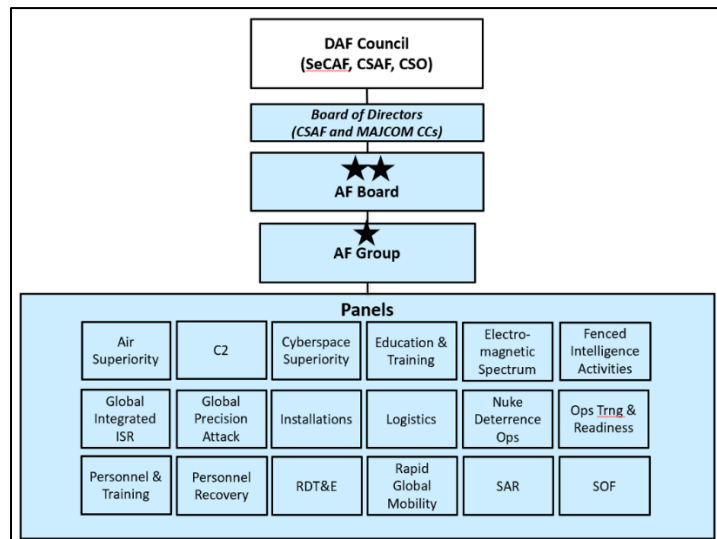 DAF Council
(SeCAF, CSAF, CSO)
Board of Directors
(CSAF and MAJCOM CCs)
AF Board
AF Group
Panels
Air
Superiority
C2
Cyberspace
Superiority
Education &
Training
Electro-
magnetic
Spectrum
Fenced
Intelligence
Activities
Global
Integrated
ISR
Global
Precision
Attack
Installations
Logistics
Nuke
Deterrence
Ops
Ops Trng &
Readiness
Personnel &
Training
Personnel
Recovery
RDT&E
Rapid
Global
Mobility
SAR
SOF